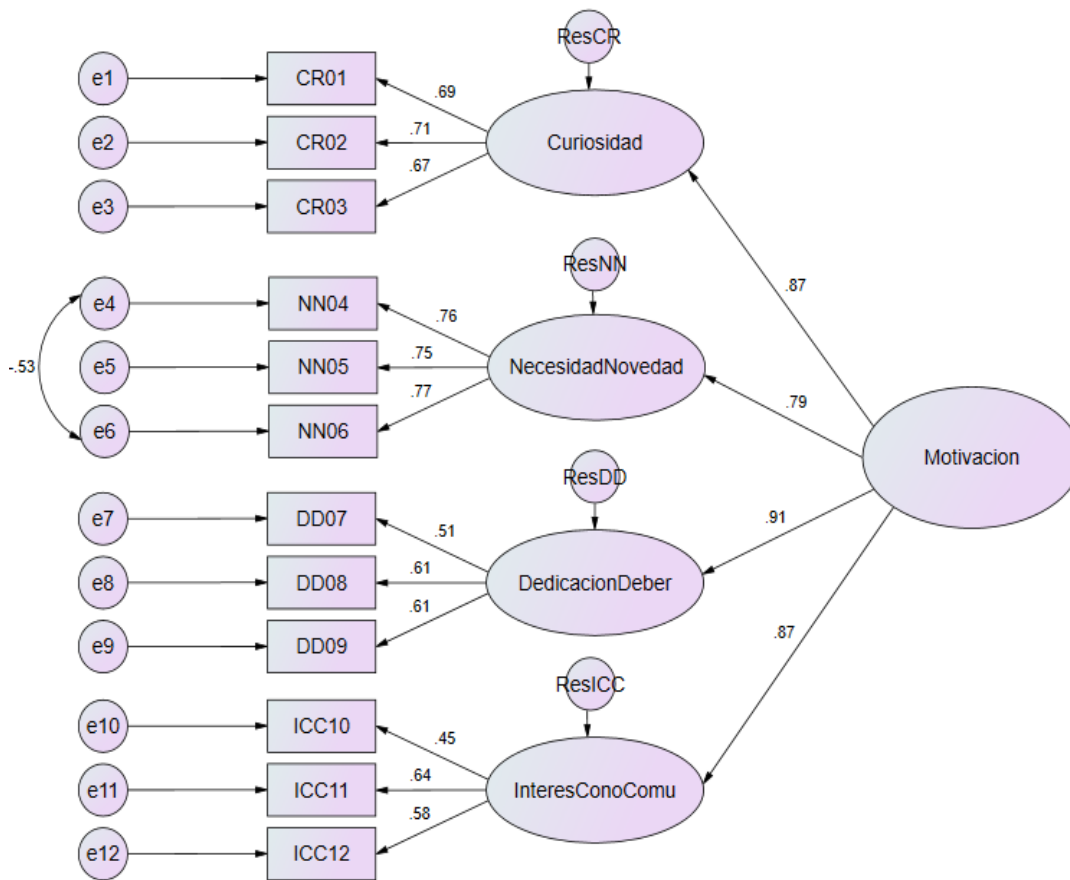 ResCR
e1
CR01
.69
e2
CR02
.71
Curiosidad
e3
CR03
.67
ResNN
.87
e4
NN04
.76
-.53
e5
NN05
.75
NecesidadNovedad
e6
NN06
.77
.79
Motivacion
ResDD
e7
DD07
.51
.91
e8
DD08
.61
DedicacionDeber
e9
DD09
.61
.87
ResICC
e10
ICC10
.45
e11
ICC11
.64
InteresConoComu
e12
ICC12
.58